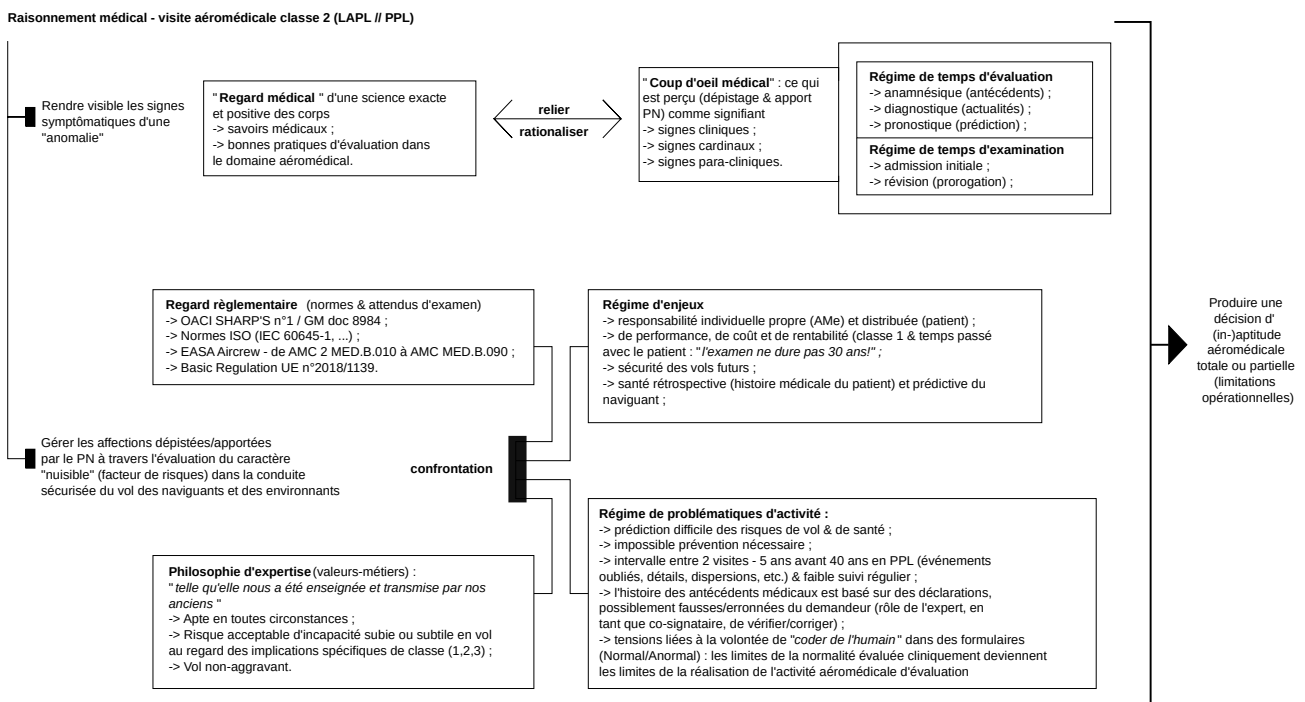 Raisonnement médical - visite aéromédicale classe 2 (LAPL // PPL)
Rendre visible les signes
symptômatiques d'une
"anomalie"
"Regard médical " d'une science exacte
et positive des corps
-> savoirs médicaux ;
-> bonnes pratiques d'évaluation dans
le domaine aéromédical.
relier
rationaliser
"Coup d'oeil médical" : ce qui
est perçu (dépistage & apport
PN) comme signifiant
-> signes cliniques ;
-> signes cardinaux ;
-> signes para-cliniques.
Régime de temps d'évaluation
-> anamnésique (antécédents) ;
-> diagnostique (actualités) ;
-> pronostique (prédiction) ;
Régime de temps d'examination
-> admission initiale ;
-> révision (prorogation) ;
Regard règlementaire (normes & attendus d'examen)
-> OACI SHARP'S n°1 / GM doc 8984 ;
-> Normes ISO (IEC 60645-1, ...) ;
-> EASA Aircrew - de AMC 2 MED.B.010 à AMC MED.B.090 ;
-> Basic Regulation UE n°2018/1139.
Régime d'enjeux
-> responsabilité individuelle propre (AMe) et distribuée (patient) ;
-> de performance, de coût et de rentabilité (classe 1 & temps passé
avec le patient : "l'examen ne dure pas 30 ans!" ;
-> sécurité des vols futurs ;
-> santé rétrospective (histoire médicale du patient) et prédictive du
naviguant ;
Produire une
décision d'
(in-)aptitude
aéromédicale
totale ou partielle
(limitations
opérationnelles)
Gérer les affections dépistées/apportées
par le PN à travers l'évaluation du caractère
"nuisible" (facteur de risques) dans la conduite
sécurisée du vol des naviguants et des environnants
confrontation
Philosophie d'expertise (valeurs-métiers) :
" telle qu'elle nous a été enseignée et transmise par nos
anciens "
-> Apte en toutes circonstances ;
-> Risque acceptable d'incapacité subie ou subtile en vol
au regard des implications spécifiques de classe (1,2,3) ;
-> Vol non-aggravant.
Régime de problématiques d'activité :
-> prédiction difficile des risques de vol & de santé ;
-> impossible prévention nécessaire ;
-> intervalle entre 2 visites - 5 ans avant 40 ans en PPL (événements
oubliés, détails, dispersions, etc.) & faible suivi régulier ;
-> l'histoire des antécédents médicaux est basé sur des déclarations,
possiblement fausses/erronnées du demandeur (rôle de l'expert, en
tant que co-signataire, de vérifier/corriger) ;
-> tensions liées à la volontée de "coder de l'humain" dans des formulaires
(Normal/Anormal) : les limites de la normalité évaluée cliniquement deviennent
les limites de la réalisation de l'activité aéromédicale d'évaluation